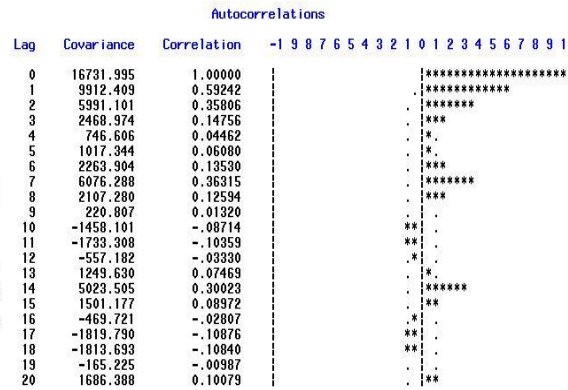 Autocorrelations
Lag Covariance Correlation -1 9 8 7 6 5 4 3 2 1 0 1 2 3 4 5 6 7 8 9 1
0 16731.995 1.00000 | |********************|
1 9912.409 0.59242 | .|************
2 5991.101 0.35806 | . |*******
3 2468.974 0.14756 | . |***
4 746.606 0.04462 | . |*.
5 1017.344 0.06080 | . |*.
6 2263.904 0.13530 | . |***
7 6076.288 0.36315 | . |*******
8 2107.280 0.12594 | . |***
9 220.807 0.01320 | . | .
10 -1458.101 -.08714 | **| .
11 -1733.308 -.10359 | **| .
12 -557.182 -.03330 | .*| .
13 1249.630 0.07469 | . |*.
14 5023.505 0.30023 | . |******
15 1501.177 0.08972 | . |**
16 -469.721 -.02807 | .*| .
17 -1819.790 -.10876 | **| .
18 -1813.693 -.10840 | **| .
19 -165.225 -.00987 | . | .
20 1686.388 0.10079 | . |**